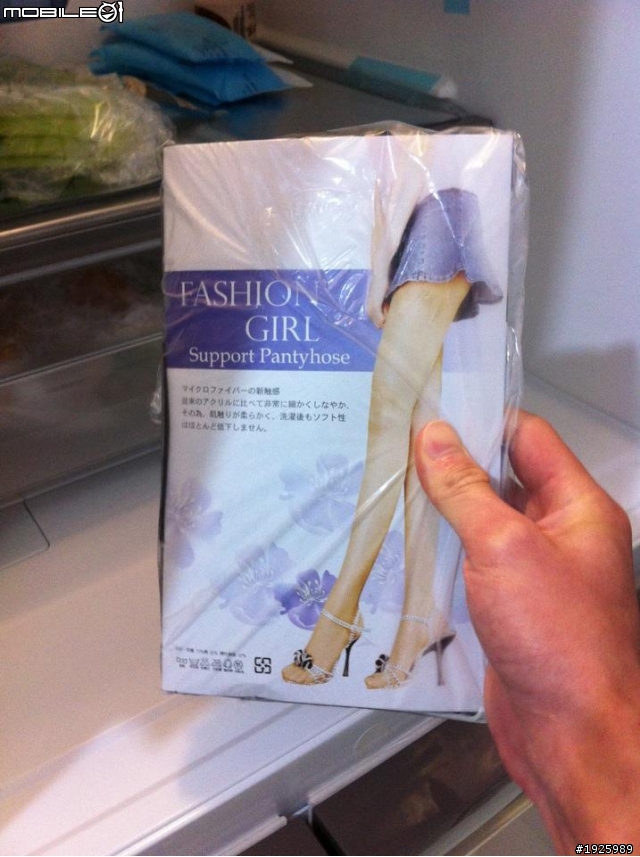 MOBILE01
FASHION
GIRL
Support Pantyhose
マイクロファイバーの新触感
従来のアクリルに比べて非常に細かくしなやか、
その為、肌触りが柔らかく、洗濯後もソフト性
はほとんど低下しません。
#1925989